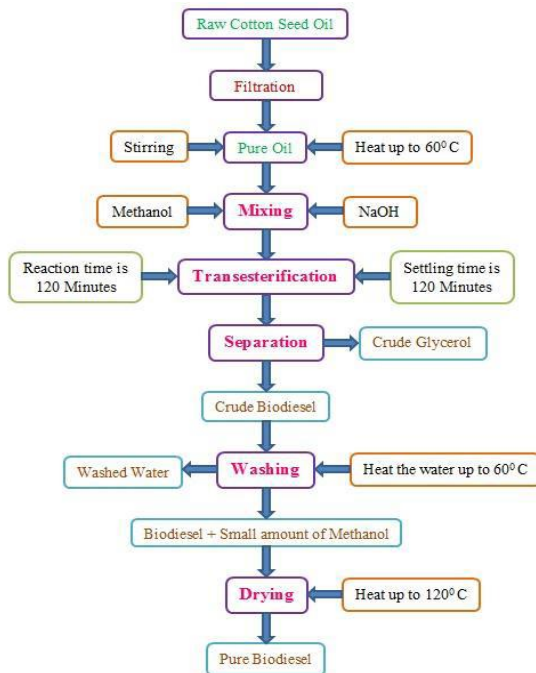 Raw Cotton Seed Oil
Filtration
Stirring
Pure Oil
Heat up to 60⁰ C
Methanol
Mixing
NaOH
Reaction time is
120 Minutes
Transesterification
Settling time is
120 Minutes
Separation
Crude Glycerol
Crude Biodiesel
Washed Water
Washing
Heat the water up to 60⁰ C
Biodiesel + Small amount of Methanol
Drying
Heat up to 120⁰ C
Pure Biodiesel